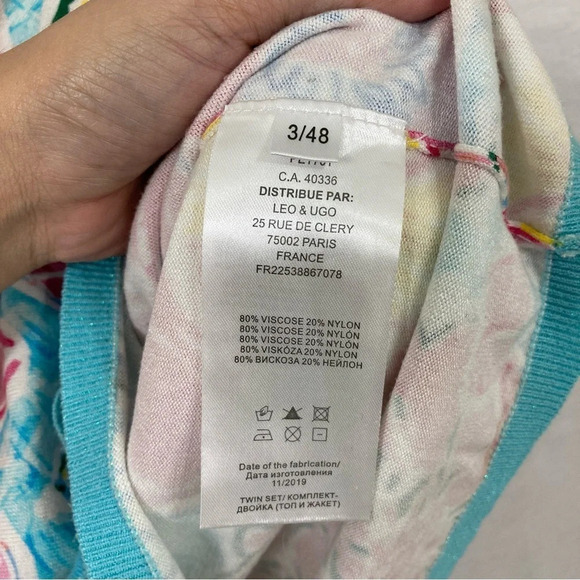 3/48
C.A. 40336
DISTRIBUE PAR:
LEO & UGO
25 RUE DE CLERY
75002 PARIS
FRANCE
FR22538867078
80% VISCOSE 20% NYLON
80% VISCOSE 20% NYLON
80% VISCOSE 20% NYLÓN
80% VISKÓZA 20% NYLON
80% ВИСКОЗА 20% НЕЙЛОН
Date of the fabrication/
Дата изготовления
11/2019
TWIN SET/ КОМПЛЕКТ-
ДВОЙКА (ТОП И ЖАКЕТ)